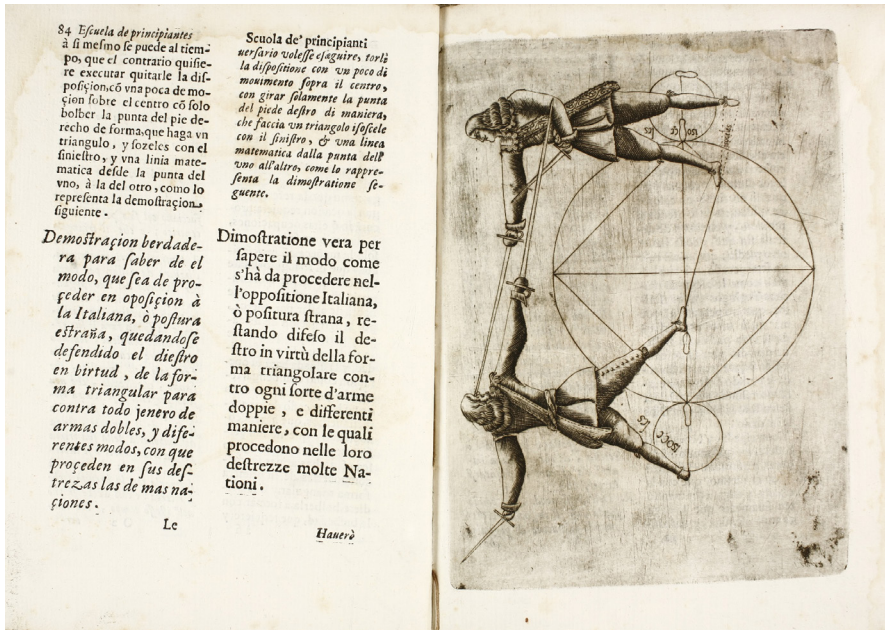 84 Escuela de principiantes
à si mesmo se puede al tiem-
po, que el contrario quisie-
re executar quitarle la dis-
posiçion, cõ vna poca de mo-
çion sobre el centro cõ solo
bolber la punta del pie de-
recho de forma, que haga vn
triangulo, y sozeles con el
siniestro, y vna linia mate-
matica desde la punta del
vno, à la del otro, como lo
representa la demostraçion
siguiente.
Demostraçion berdade-
ra para saber de el
modo, que sea de pro-
çeder en oposiçion à
la Italiana, ò postura
estraña, quedandose
defendido el diestro
en birtud, de la for-
ma triangular para
contra todo jenero de
armas dobles, y dife-
rentes modos, con que
proçeden en sus des-
trezas las de mas na-
çiones.
Le
Scuola de' principianti
uersario volesse esseguire, torli
la dispositione con vn poco di
mouimento sopra il centro,
con girar solamente la punta
del piede destro di maniera,
che faccia vn triangolo isoscele
con il sinistro, & vna linea
matematica dalla punta dell'
vno all'altro, come lo rappre-
senta la dimostratione se-
guente.
Dimostratione vera per
sapere il modo come
s'hà da procedere nel-
l'oppositione Italiana,
ò positura strana, re-
stando difeso il de-
stro in virtù della for-
ma triangolare con-
tro ogni sorte d'arme
doppie, e differenti
maniere, con le quali
procedono nelle loro
destrezze molte Na-
tioni.
Hauerò